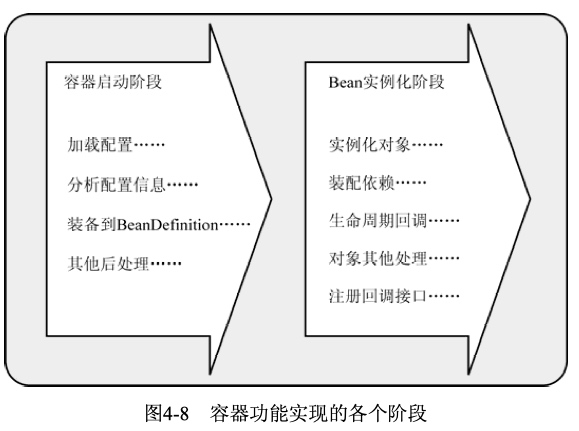 容器启动阶段
加载配置……
分析配置信息……
装备到BeanDefinition……
其他后处理……
Bean实例化阶段
实例化对象……
装配依赖……
生命周期回调……
对象其他处理……
注册回调接口……
图4-8 容器功能实现的各个阶段